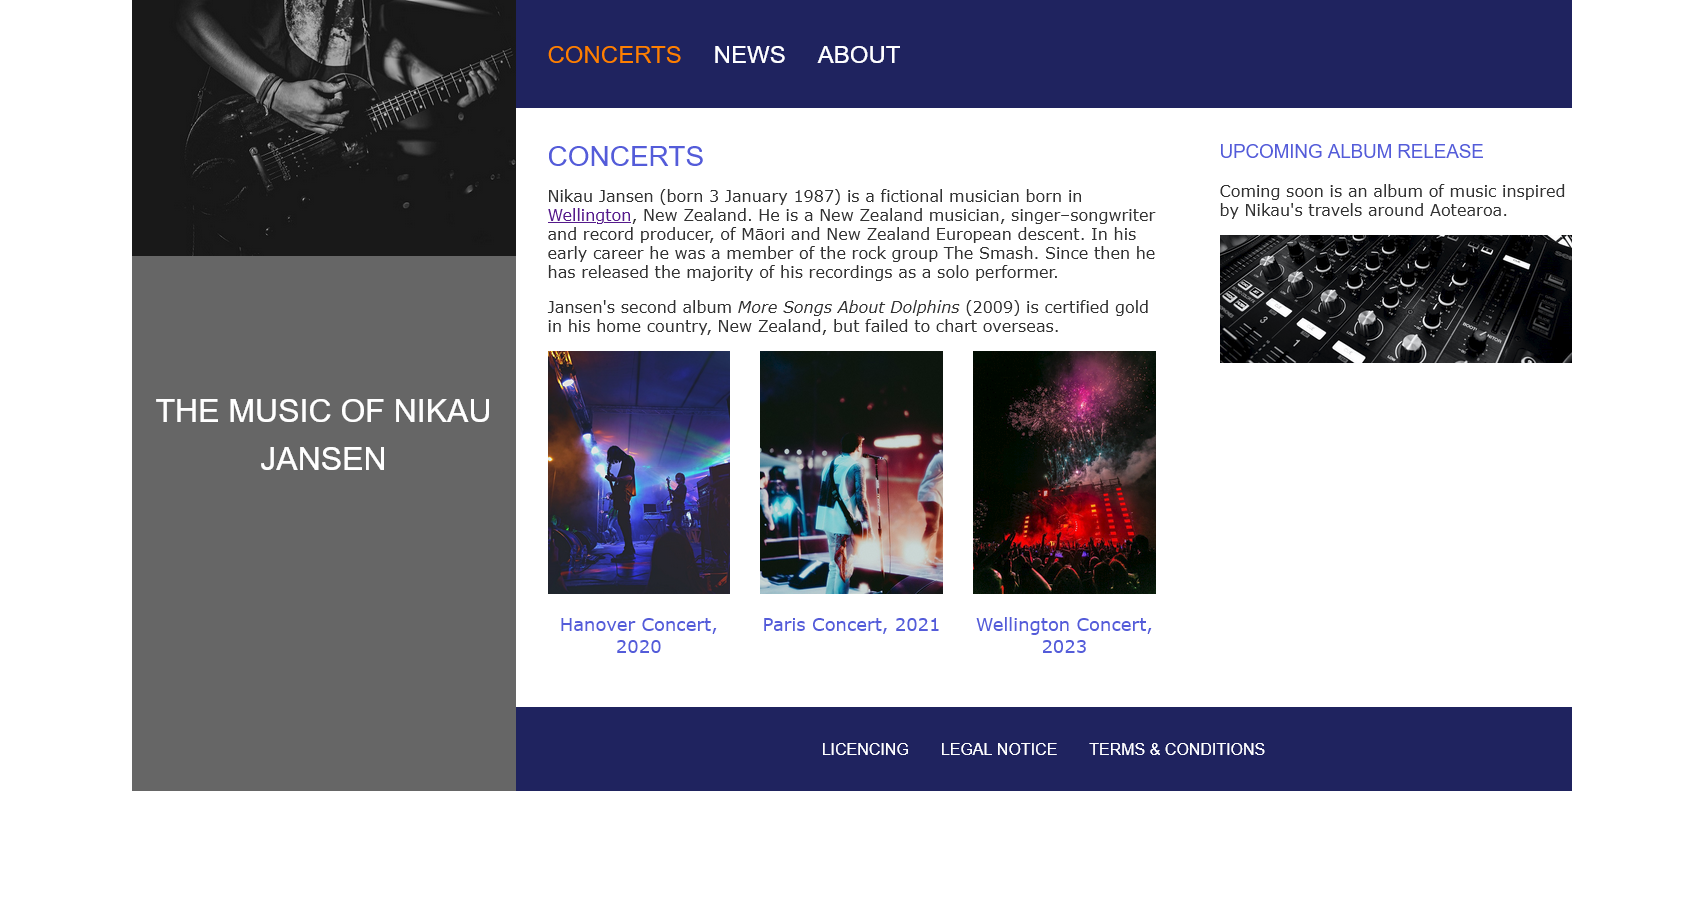 CONCERTS NEWS ABOUT
THE MUSIC OF NIKAU
JANSEN
CONCERTS
Nikau Jansen (born 3 January 1987) is a fictional musician born in
Wellington, New Zealand. He is a New Zealand musician, singer–songwriter
and record producer, of Māori and New Zealand European descent. In his
early career he was a member of the rock group The Smash. Since then he
has released the majority of his recordings as a solo performer.
Jansen's second album More Songs About Dolphins (2009) is certified gold
in his home country, New Zealand, but failed to chart overseas.
Hanover Concert,
2020
Paris Concert, 2021
Wellington Concert,
2023
UPCOMING ALBUM RELEASE
Coming soon is an album of music inspired
by Nikau's travels around Aotearoa.
LICENCING LEGAL NOTICE TERMS & CONDITIONS